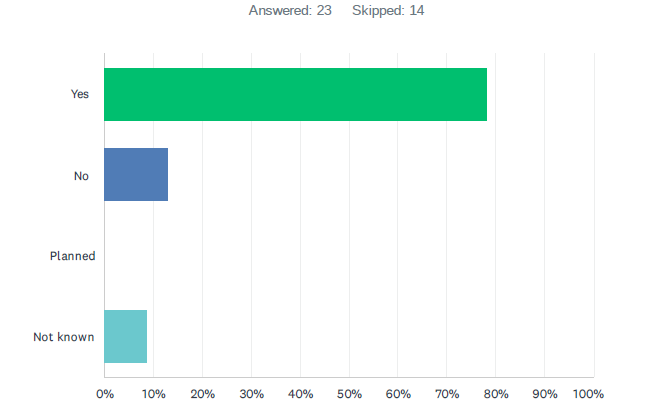 Answered: 23 Skipped: 14
Yes
No
Planned
Not known
0% 10% 20% 30% 40% 50% 60% 70% 80% 90% 100%